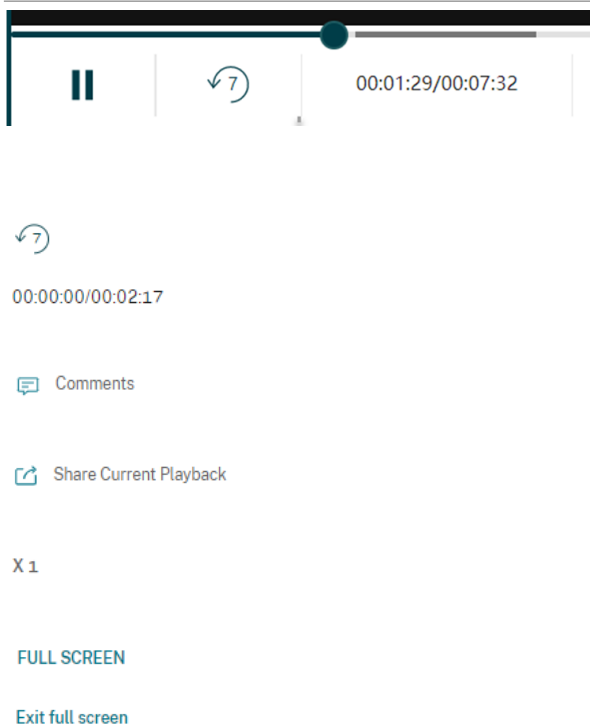 7
00:01:29/00:07:32
7
00:00:00/00:02:17
Comments
Share Current Playback
X 1
FULL SCREEN
Exit full screen